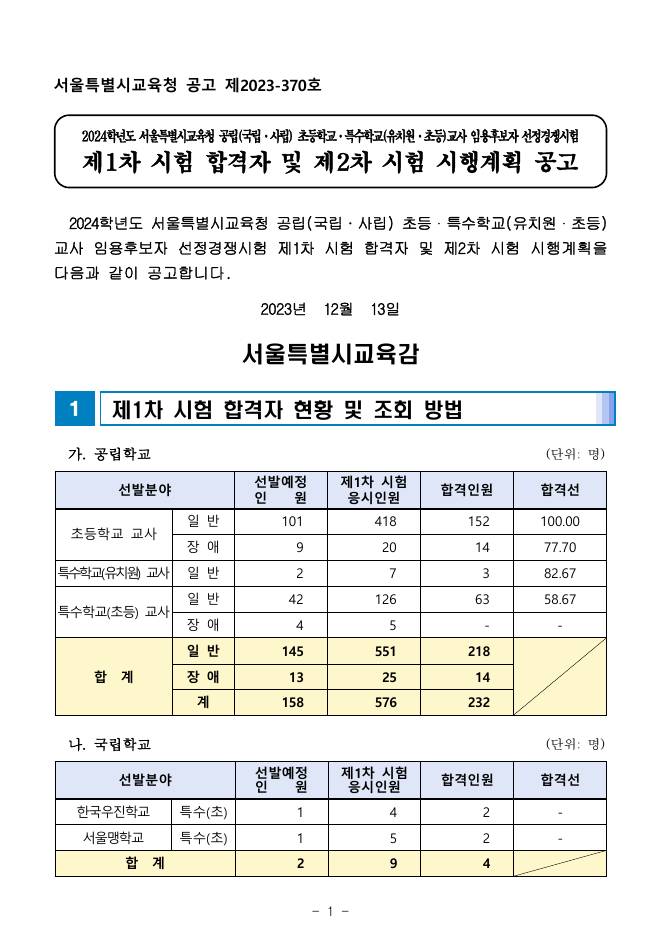 서울특별시교육청 공고 제2023-370호
2024학년도 서울특별시교육청 공립(국립·사립) 초등학교·특수학교(유치원·초등)교사 임용후보자 선정경쟁시험
제1차 시험 합격자 및 제2차 시험 시행계획 공고
2024학년도 서울특별시교육청 공립(국립·사립) 초등·특수학교(유치원·초등)
교사 임용후보자 선정경쟁시험 제1차 시험 합격자 및 제2차 시험 시행계획을
다음과 같이 공고합니다.
2023년 12월 13일
서울특별시교육감
1 제1차 시험 합격자 현황 및 조회 방법
가. 공립학교 (단위: 명)
선발분야 선발예정 인 원 제1차 시험 응시인원 합격인원 합격선
초등학교 교사 일 반 101 418 152 100.00
장 애 9 20 14 77.70
특수학교(유치원) 교사 일 반 2 7 3 82.67
특수학교(초등) 교사 일 반 42 126 63 58.67
장 애 4 5 - -
합 계 일 반 145 551 218
장 애 13 25 14
계 158 576 232
나. 국립학교 (단위: 명)
선발분야 선발예정 인 원 제1차 시험 응시인원 합격인원 합격선
한국우진학교 특수(초) 1 4 2 -
서울맹학교 특수(초) 1 5 2 -
합 계 2 9 4
- 1 -